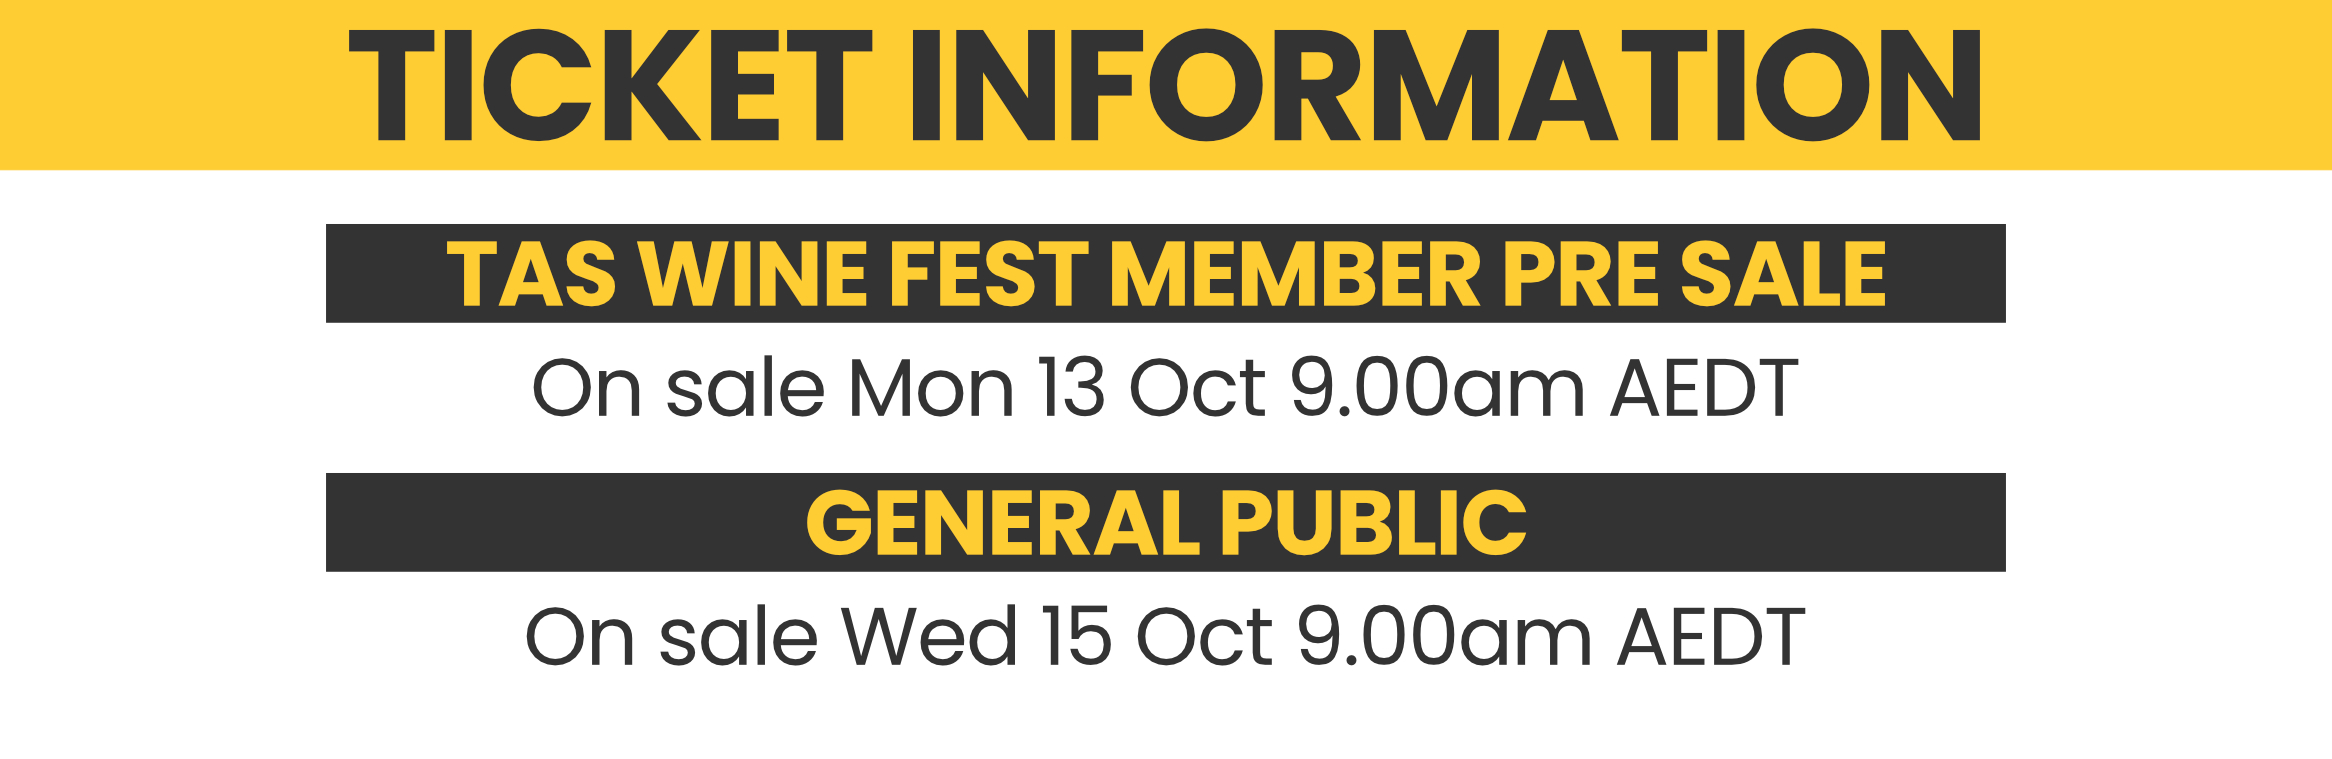 TICKET INFORMATION
TAS WINE FEST MEMBER PRE SALE
On sale Mon 13 Oct 9.00am AEDT
GENERAL PUBLIC
On sale Wed 15 Oct 9.00am AEDT